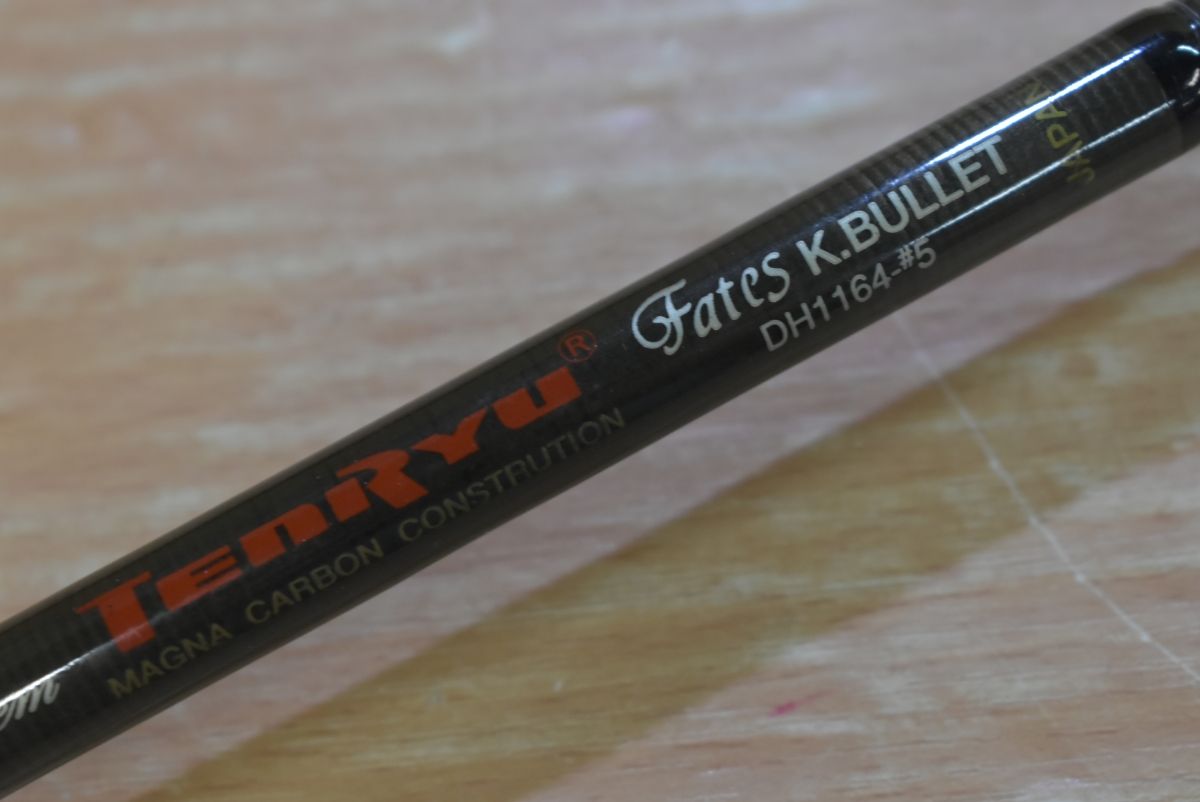 TenRyu®
MAGNA CARBON CONSTRUTION
Fates K.BULLET
DH1164-#5
JAPAN